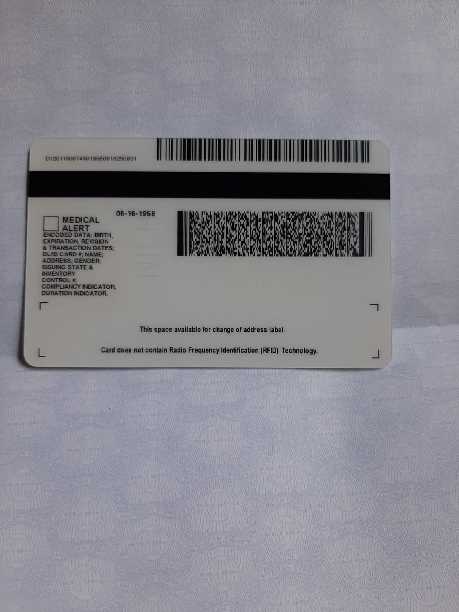 06-16-1958
MEDICAL
ALERT
ENCODED DATA: BIRTH,
EXPIRATION, REVISION
& TRANSACTION DATES;
DL/ID CARD #; NAME;
ADDRESS; GENDER;
ISSUING STATE &
INVENTORY
CONTROL #;
COMPLIANCY INDICATOR,
DURATION INDICATOR.
This space available for change of address label
Card does not contain Radio Frequency Identification (RFID) Technology.